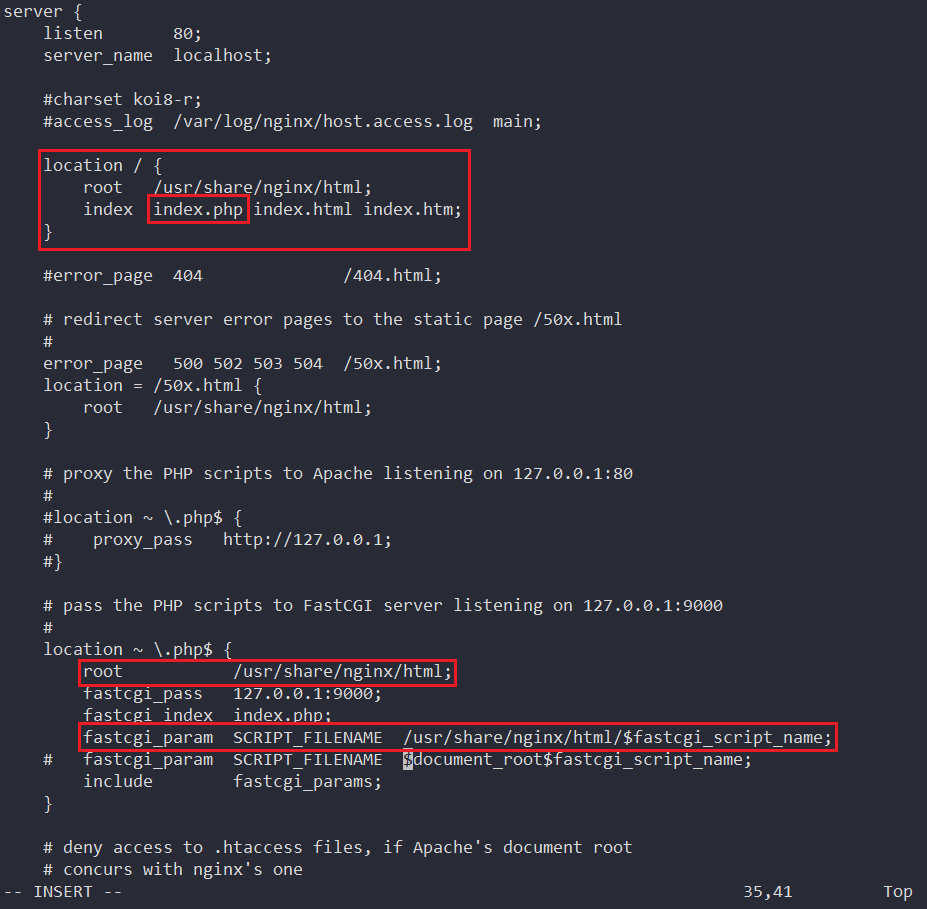 server {
    listen       80;
    server_name  localhost;

    #charset koi8-r;
    #access_log  /var/log/nginx/host.access.log  main;

    location / {
        root   /usr/share/nginx/html;
        index  index.php index.html index.htm;
    }

    #error_page  404              /404.html;

    # redirect server error pages to the static page /50x.html
    #
    error_page   500 502 503 504  /50x.html;
    location = /50x.html {
        root   /usr/share/nginx/html;
    }

    # proxy the PHP scripts to Apache listening on 127.0.0.1:80
    #
    #location ~ \.php$ {
    #    proxy_pass   http://127.0.0.1;
    #}

    # pass the PHP scripts to FastCGI server listening on 127.0.0.1:9000
    #
    location ~ \.php$ {
        root           /usr/share/nginx/html;
        fastcgi_pass   127.0.0.1:9000;
        fastcgi_index  index.php;
        fastcgi_param  SCRIPT_FILENAME  /usr/share/nginx/html/$fastcgi_script_name;
    #   fastcgi_param  SCRIPT_FILENAME  $document_root$fastcgi_script_name;
        include        fastcgi_params;
    }

    # deny access to .htaccess files, if Apache's document root
    # concurs with nginx's one
-- INSERT --                                                              35,41         Top